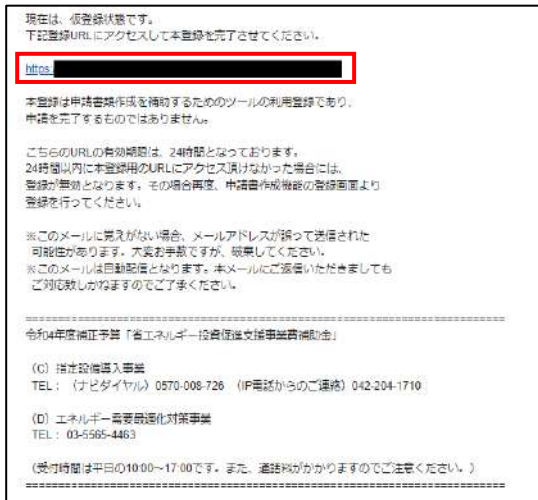 現在は、仮登録状態です。
下記登録URLにアクセスして本登録を完了させてください。
https:
本登録は申請書類作成を補助するためのツールの利用登録であり、
申請を完了するものではありません。
こちらのURLの有効期限は、24時間となっております。
24時間以内に本登録用のURLにアクセス頂けなかった場合には、
登録が無効となります。その場合再度、申請書作成機能の登録画面より
登録を行ってください。
※このメールに覚えがない場合、メールアドレスが誤って送信された
可能性があります。大変お手数ですが、破棄してください。
※このメールは自動配信となります。本メールにご返信いただきましても
ご対応致しかねますのでご了承ください。
================================================================
令和4年度補正予算「省エネルギー投資促進支援事業費補助金」
(C) 指定設備導入事業
TEL: (ナビダイヤル) 0570-008-726 (IP電話からのご連絡) 042-204-1710
(D) エネルギー需要最適化対策事業
TEL: 03-5565-4463
(受付時間は平日の10:00~17:00です。また、通話料がかかりますのでご注意ください。)
================================================================